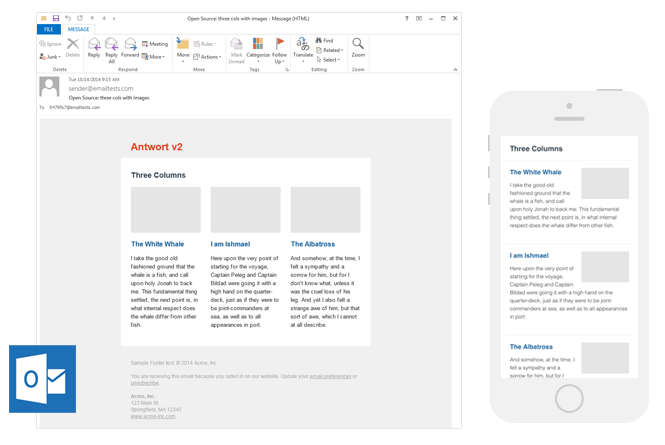 Open Source: three cols with images - Message (HTML)
FILE
MESSAGE
Ignore
Junk
Delete
Reply
Reply All
Forward
Meeting
More
Move
Rules
Actions
Mark Unread
Categorize
Follow Up
Translate
Find
Related
Select
Zoom
Delete
Respond
Move
Tags
Editing
Zoom
Tue 10/14/2014 9:15 AM
sender@emailtests.com
Open Source: three cols with images
To
Antwort v2
Three Columns
The White Whale
I take the good old
fashioned ground that the
whale is a fish, and call
upon holy Jonah to back
me. This fundamental thing
settled, the next point is, in
what internal respect does
the whale differ from other
fish.
I am Ishmael
Here upon the very point of
starting for the voyage,
Captain Peleg and Captain
Bildad were going it with a
high hand on the quarter-
deck, just as if they were to
be joint-commanders at
sea, as well as to all
appearances in port.
The Albatross
And somehow, at the time, I
felt a sympathy and a
sorrow for him, but for I
don't know what, unless it
was the cruel loss of his
leg. And yet I also felt a
strange awe of him; but that
sort of awe, which I cannot
at all describe.
Sample Footer text: © 2014 Acme, Inc.
You are receiving this email because you opted in on our website. Update your email preferences or
unsubscribe.
Acme, Inc.
123 Main St
Springfield, MA 12345
www.acme-inc.com
Three Columns
The White Whale
I take the good old
fashioned ground that the
whale is a fish, and call
upon holy Jonah to back me. This fundamental
thing settled, the next point is, in what internal
respect does the whale differ from other fish.
I am Ishmael
Here upon the very point of
starting for the voyage,
Captain Peleg and Captain
Bildad were going it with a high hand on the
quarter-deck, just as if they were to be joint-
commanders at sea, as well as to all appearances
in port.
The Albatross
And somehow, at the time, I
felt a sympathy and a
sorrow for him, but for I